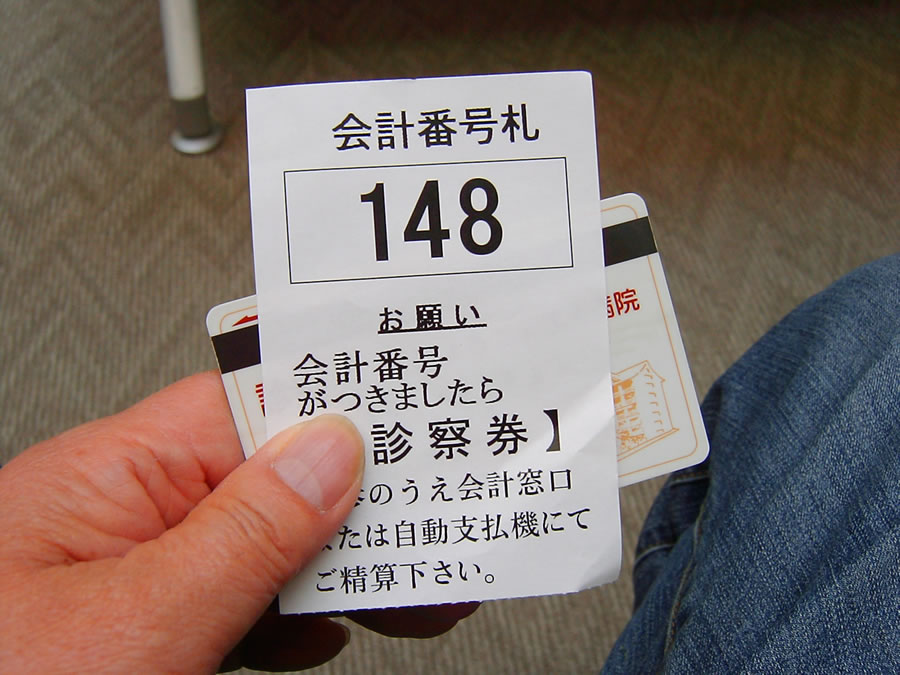 会計番号札
148
お願い
会計番号
がつきましたら
診察券】
のうえ会計窓口
たは自動支払機にて
ご精算下さい。
病院